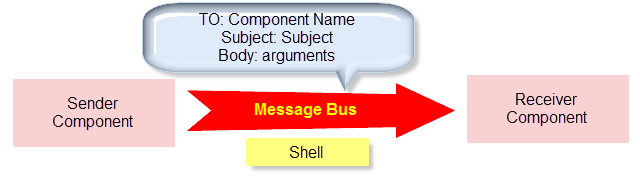 TO: Component Name
Subject: Subject
Body: arguments
Sender
Component
Message Bus
Receiver
Component
Shell